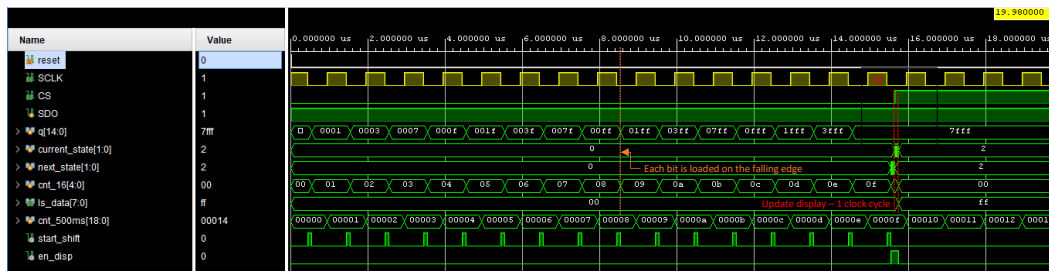 19.980000
Name Value
0.000000 us 2.000000 us 4.000000 us 6.000000 us 8.000000 us 10.000000 us 12.000000 us 14.000000 us 16.000000 us 18.000000 us
reset 0
SCLK 1
CS 1
SDO 1
q[14:0] 7fff 0001 0003 0007 000f 001f 003f 007f 00ff 01ff 03ff 07ff 0fff 1fff 3fff 7fff
current_state[1:0] 2 0 2
next_state[1:0] 2 0 Each bit is loaded on the falling edge 2
cnt_16[4:0] 00 00 01 02 03 04 05 06 07 08 09 0a 0b 0c 0d 0e 0f 00
ls_data[7:0] ff 00 Update display ~ 1 clock cycle ff
cnt_500ms[18:0] 00014 00000 00001 00002 00003 00004 00005 00006 00007 00008 00009 0000a 0000b 0000c 0000d 0000e 0000f 00010 00011 00012 0001
start_shift 0
en_disp 0